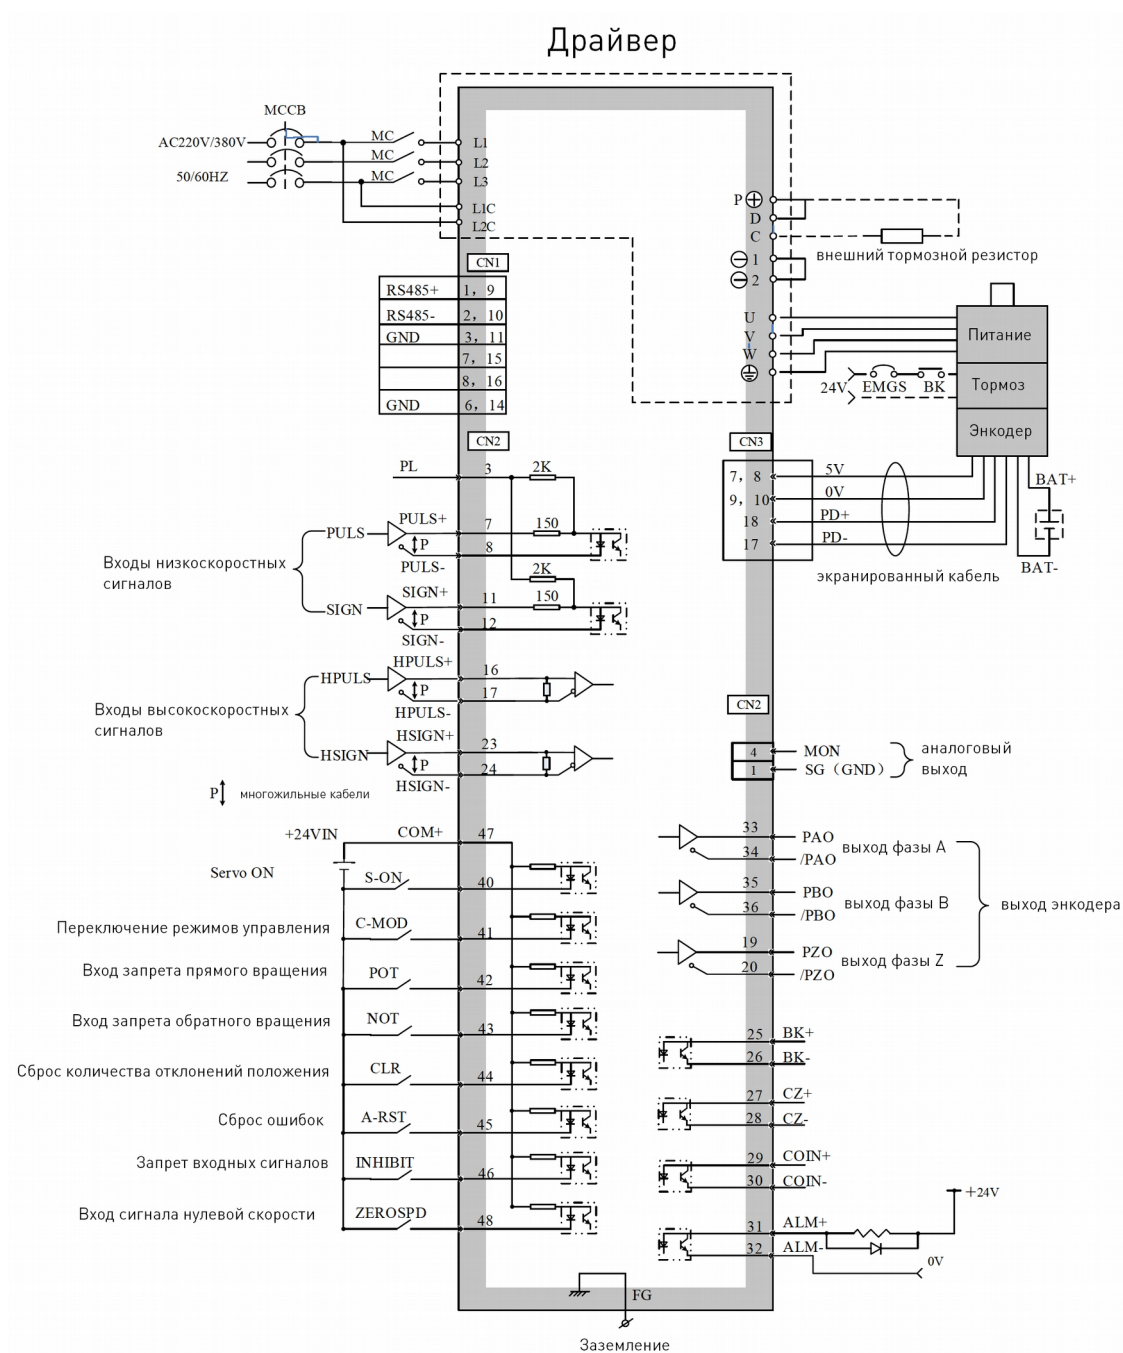 Драйвер
MCCB
AC220V/380V
50/60HZ
MC
MC
MC
L1
L2
L3
L1C
L2C
P
D
C
1
2
внешний тормозной резистор
U
V
W
Питание
Тормоз
Энкодер
24V
EMGS
BK
CN1
RS485+ 1, 9
RS485- 2, 10
GND 3, 11
7, 15
8, 16
GND 6, 14
CN3
7, 8 5V
9, 10 0V
18 PD+
17 PD-
BAT+
BAT-
экранированный кабель
CN2
PL 3 2K
PULS PULS+ 7 150
P 8
PULS-
2K
Входы низкоскоростных
сигналов
SIGN SIGN+ 11 150
P 12
SIGN-
HPULS HPULS+ 16
P 17
HPULS-
Входы высокоскоростных
сигналов
HSIGN HSIGN+ 23
P 24
HSIGN-
P многожильные кабели
CN2
4 MON
1 SG (GND)
аналоговый
выход
+24VIN COM+ 47
Servo ON S-ON 40
Переключение режимов управления C-MOD 41
Вход запрета прямого вращения POT 42
Вход запрета обратного вращения NOT 43
Сброс количества отклонений положения CLR 44
Сброс ошибок A-RST 45
Запрет входных сигналов INHIBIT 46
Вход сигнала нулевой скорости ZEROSPD 48
33 PAO
34 /PAO
выход фазы A
35 PBO
36 /PBO
выход фазы B
19 PZO
20 /PZO
выход фазы Z
выход энкодера
25 BK+
26 BK-
27 CZ+
28 CZ-
29 COIN+
30 COIN-
31 ALM+
32 ALM-
+24V
0V
FG
Заземление